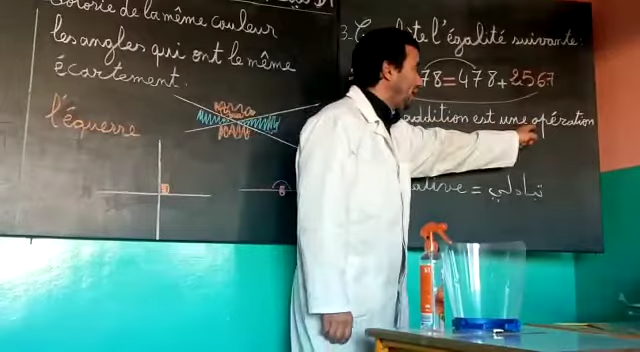 Colorie de la même couleur
les angles qui ont le même
écartement.
l'équerre
3. C te l'égalité suivante:
78 = 478 + 2567
addition est une opération
ative = تبادلي